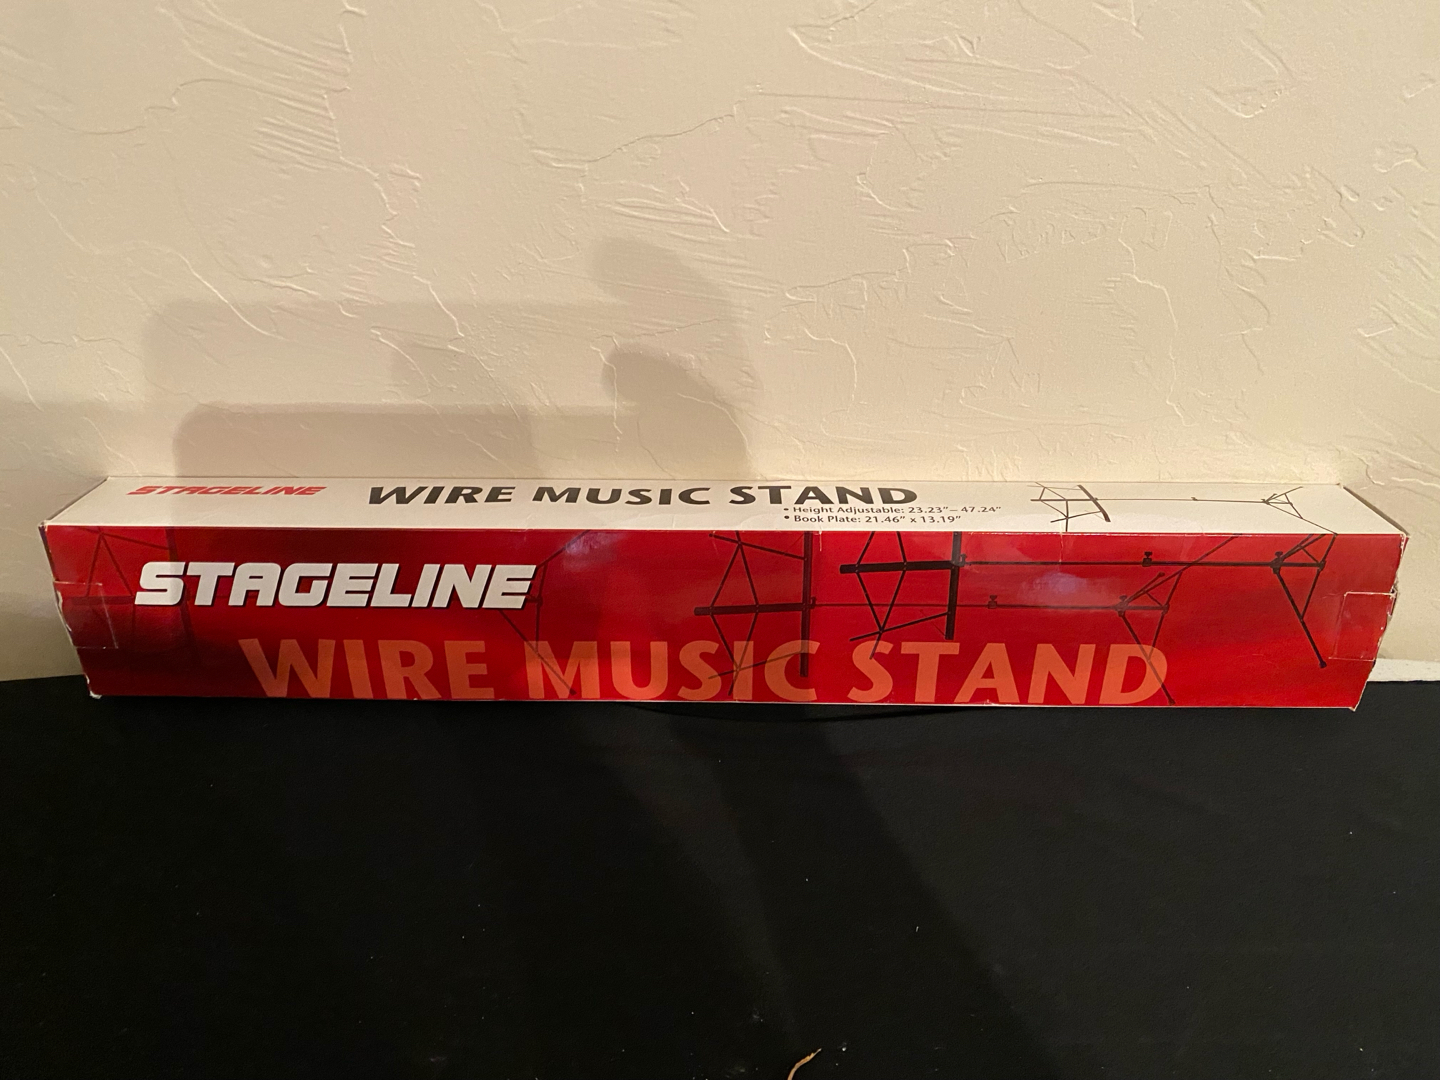 STAGELINE WIRE MUSIC STAND
• Height Adjustable: 23.23"– 47.24"
• Book Plate: 21.46" x 13.19"
STAGELINE
WIRE MUSIC STAND